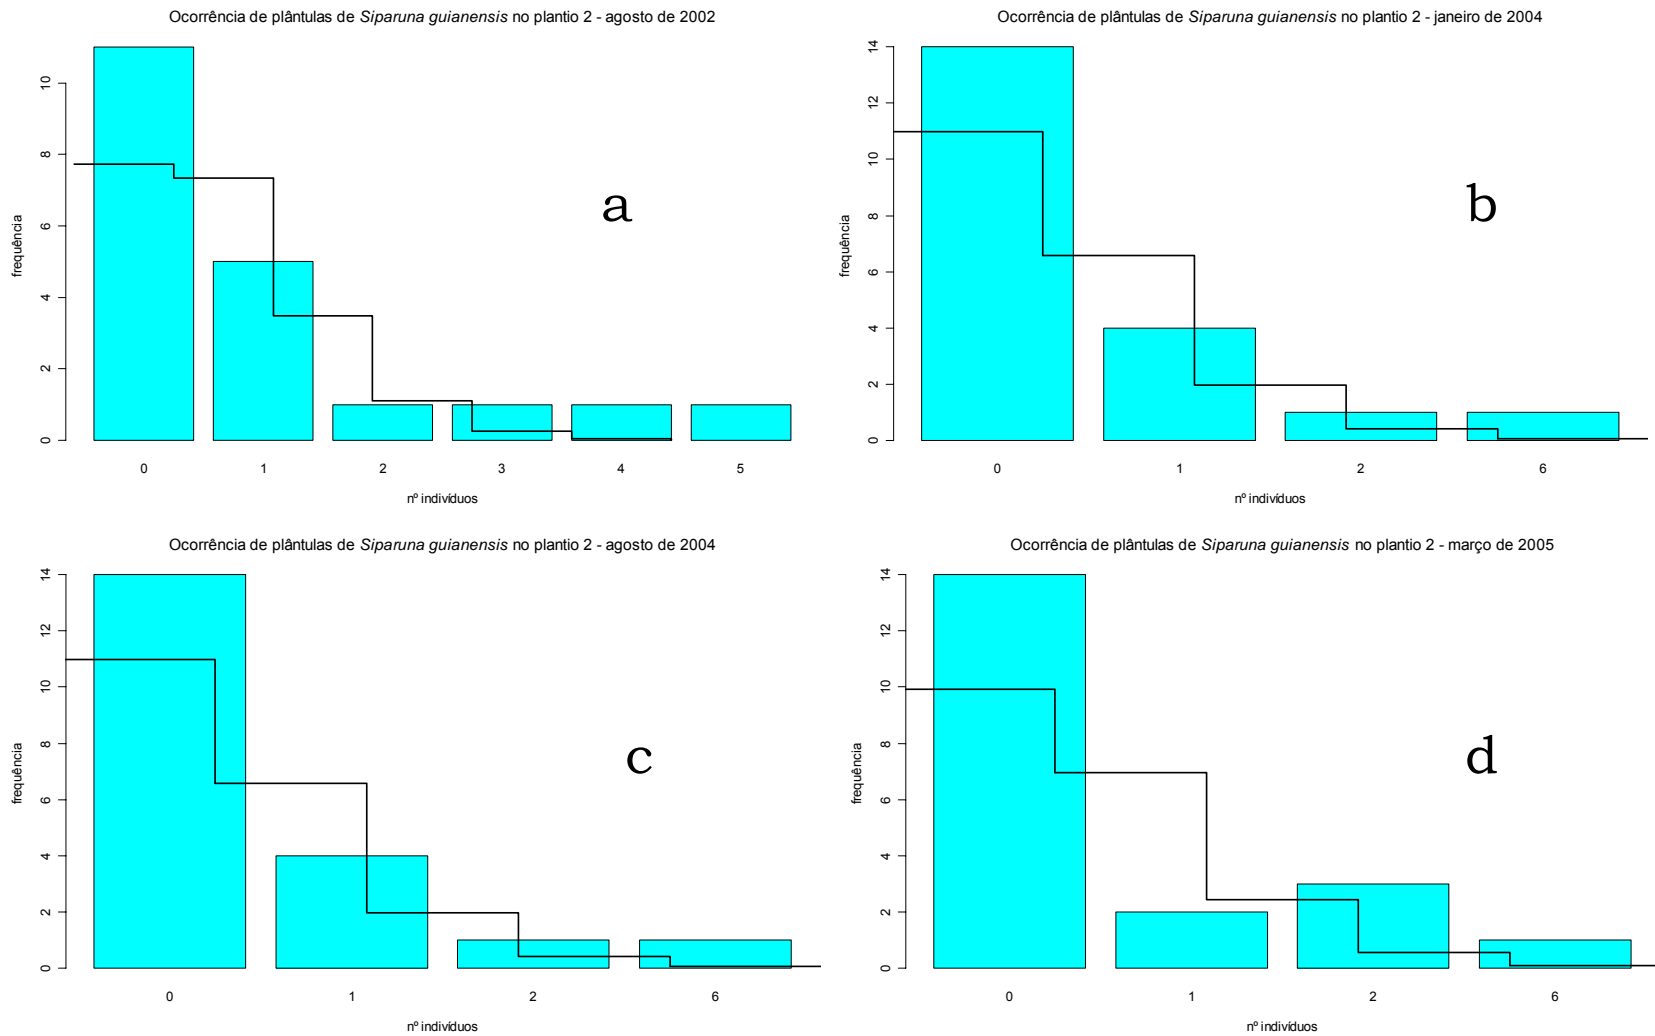 Ocorrência de plântulas de Siparuna guianensis no plantio 2 - agosto de 2002
frequência
10
8
6
4
2
0
a
0 1 2 3 4 5
nº indivíduos
Ocorrência de plântulas de Siparuna guianensis no plantio 2 - janeiro de 2004
frequência
14
12
10
8
6
4
2
0
b
0 1 2 6
nº indivíduos
Ocorrência de plântulas de Siparuna guianensis no plantio 2 - agosto de 2004
frequência
14
12
10
8
6
4
2
0
c
0 1 2 6
nº indivíduos
Ocorrência de plântulas de Siparuna guianensis no plantio 2 - março de 2005
frequência
14
12
10
8
6
4
2
0
d
0 1 2 6
nº indivíduos